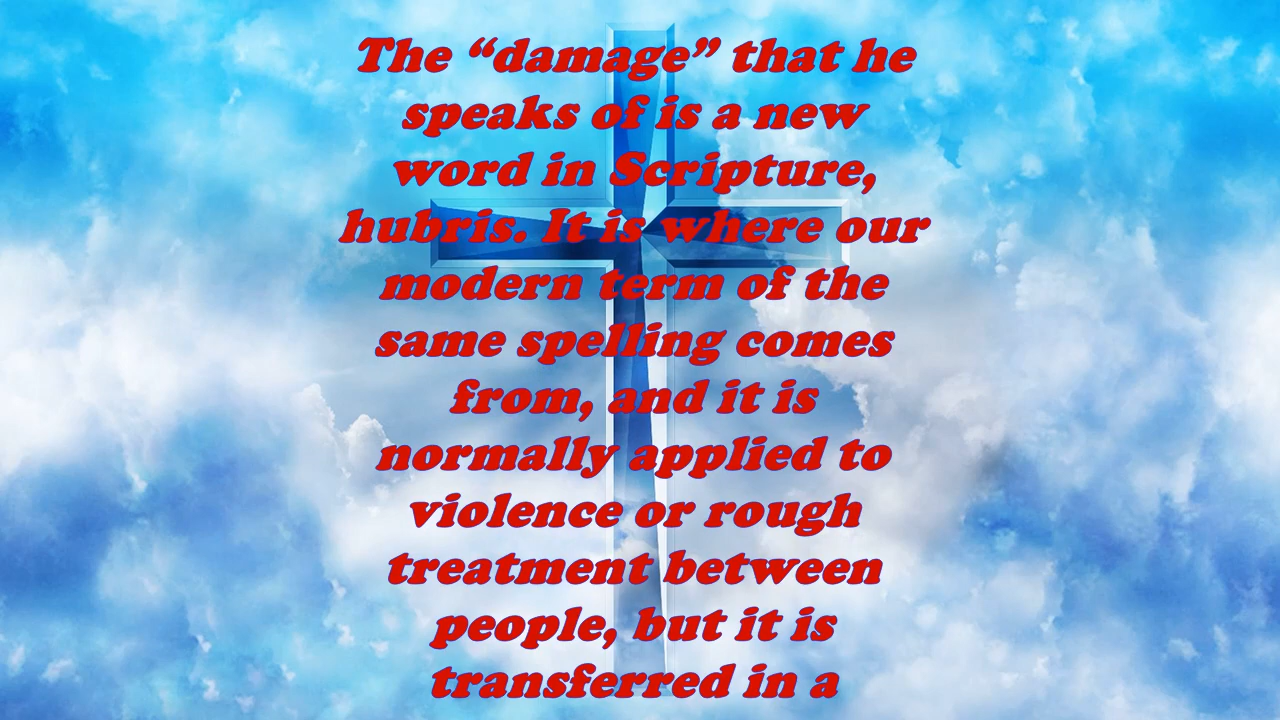 The “damage” that he
speaks of is a new
word in Scripture,
hubris. It is where our
modern term of the
same spelling comes
from, and it is
normally applied to
violence or rough
treatment between
people, but it is
transferred in a